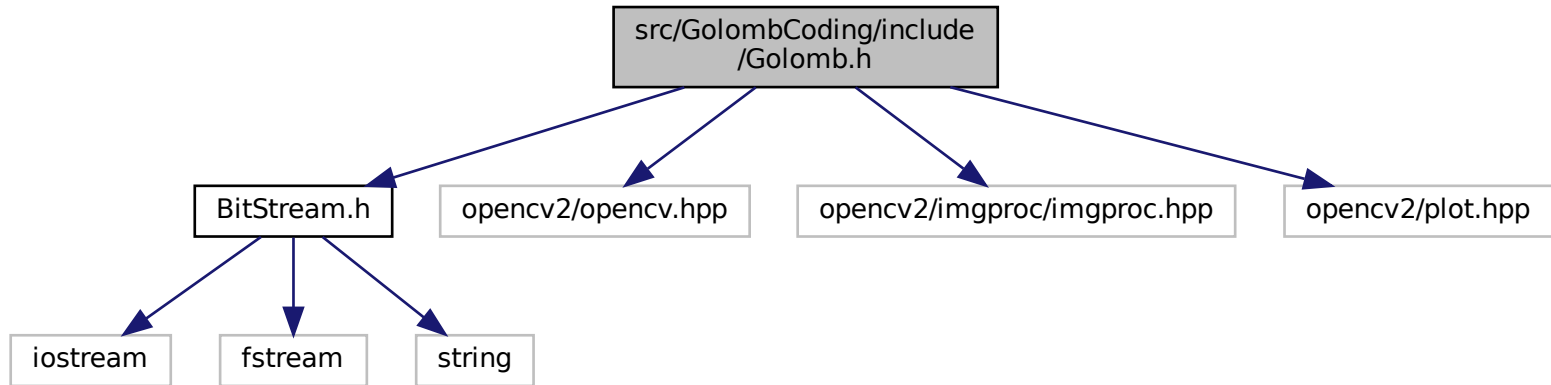 src/GolombCoding/include
/Golomb.h
BitStream.h
opencv2/opencv.hpp
opencv2/imgproc/imgproc.hpp
opencv2/plot.hpp
iostream
fstream
string